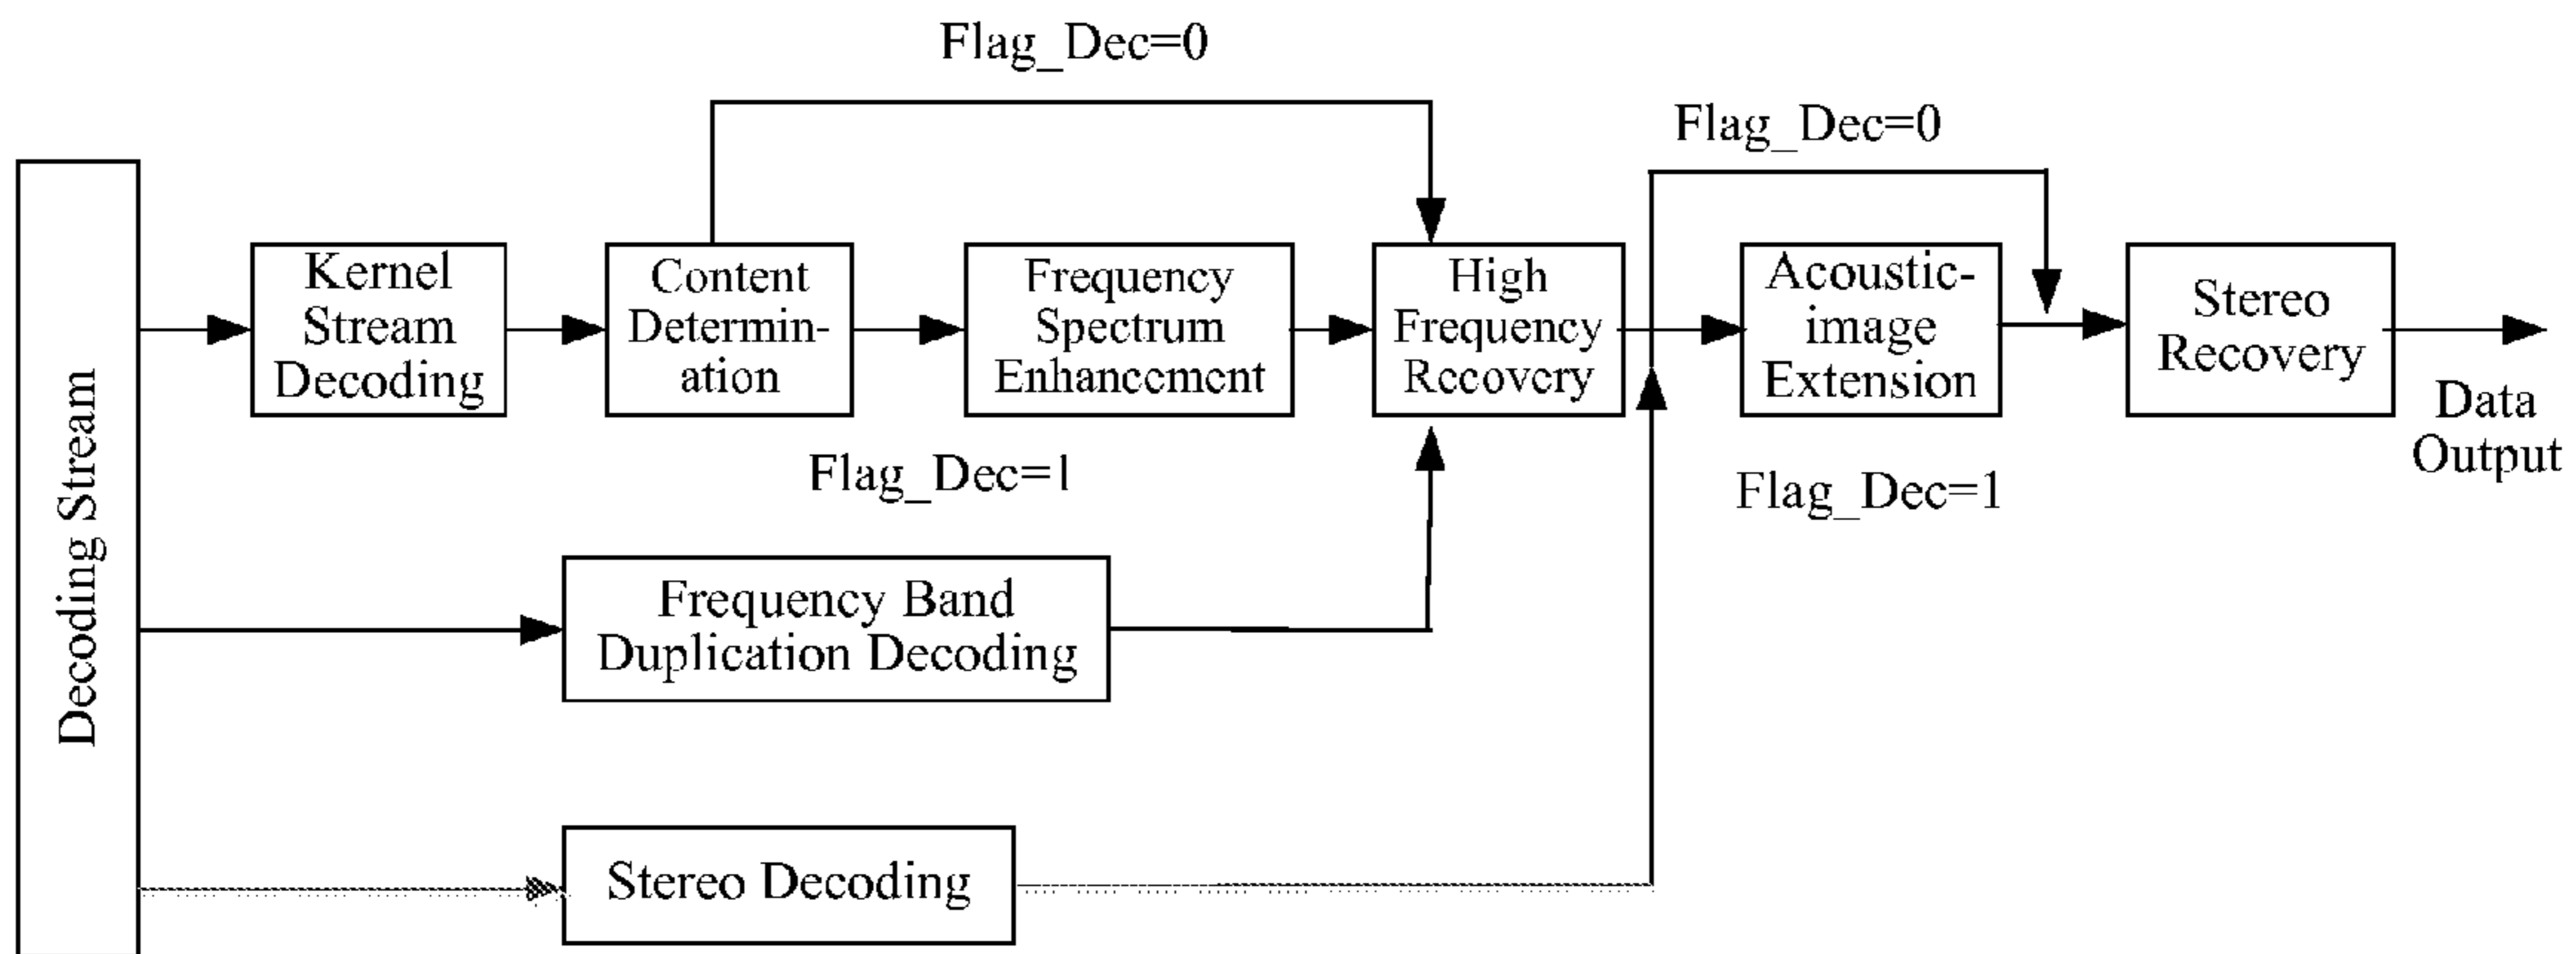 Flag_Dec=0
Flag_Dec=0
Decoding Stream
Kernel
Stream
Decoding
Content
Determin-
ation
Frequency
Spectrum
Enhancement
High
Frequency
Recovery
Acoustic-
image
Extension
Stereo
Recovery
Data
Output
Flag_Dec=1
Flag_Dec=1
Frequency Band
Duplication Decoding
Stereo Decoding